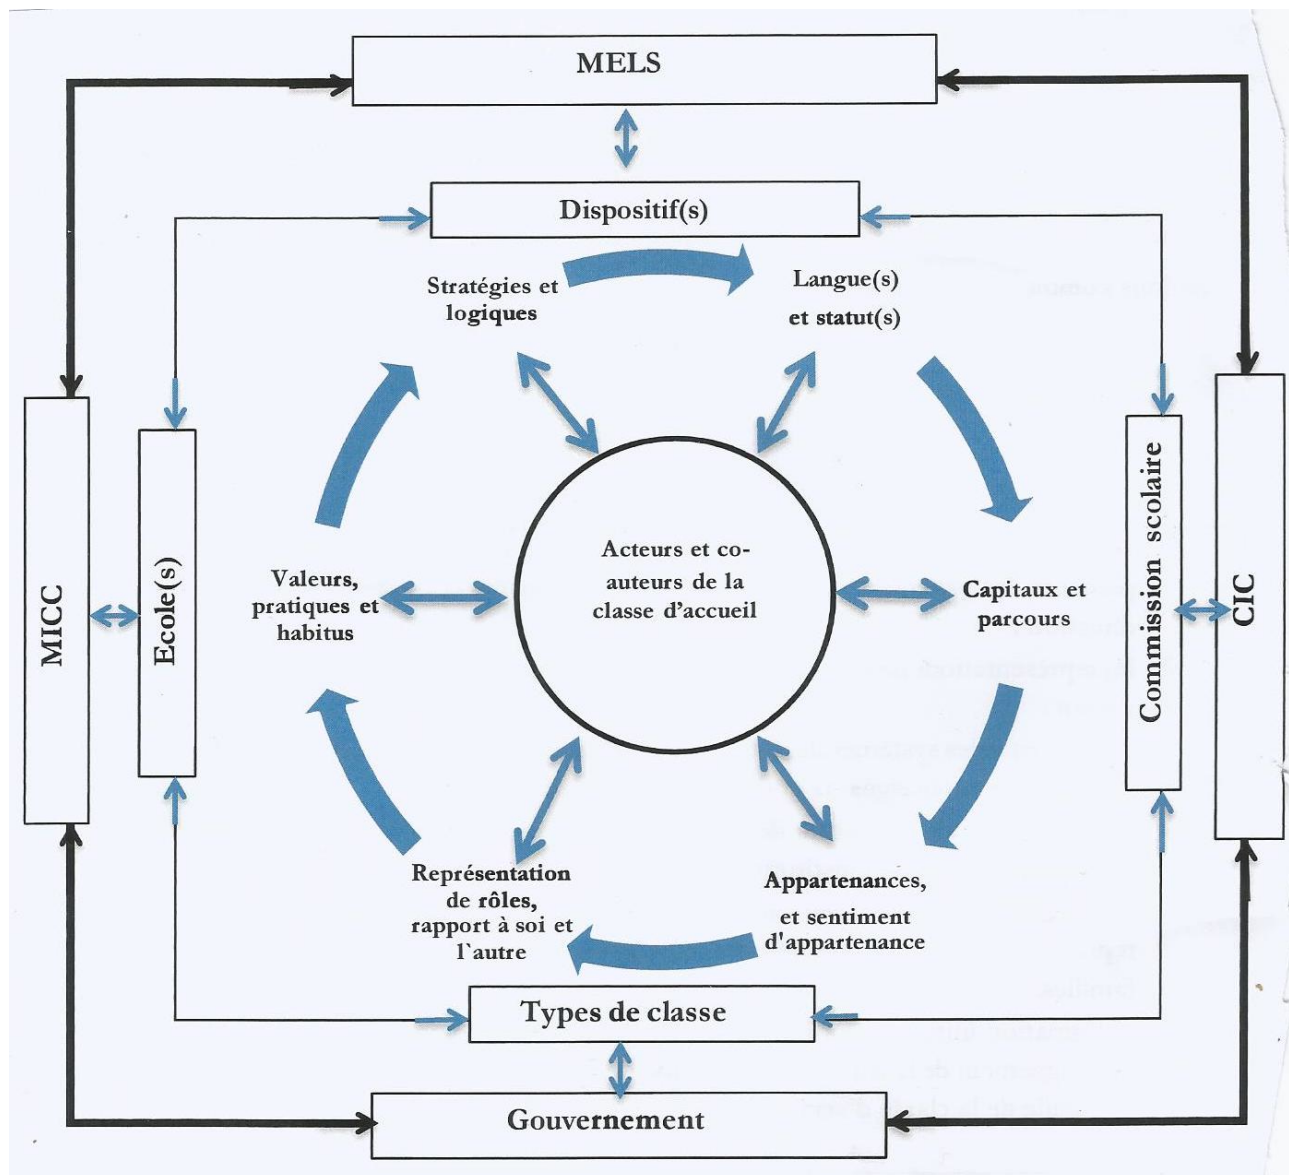 MELS
Dispositif(s)
Stratégies et
logiques
Langue(s)
et statut(s)
MICC
Ecole(s)
Valeurs,
pratiques et
habitus
Acteurs et co-
auteurs de la
classe d'accueil
Capitaux et
parcours
Commission scolaire
CIC
Représentation
de rôles,
rapport à soi et
l`autre
Appartenances,
et sentiment
d'appartenance
Types de classe
Gouvernement